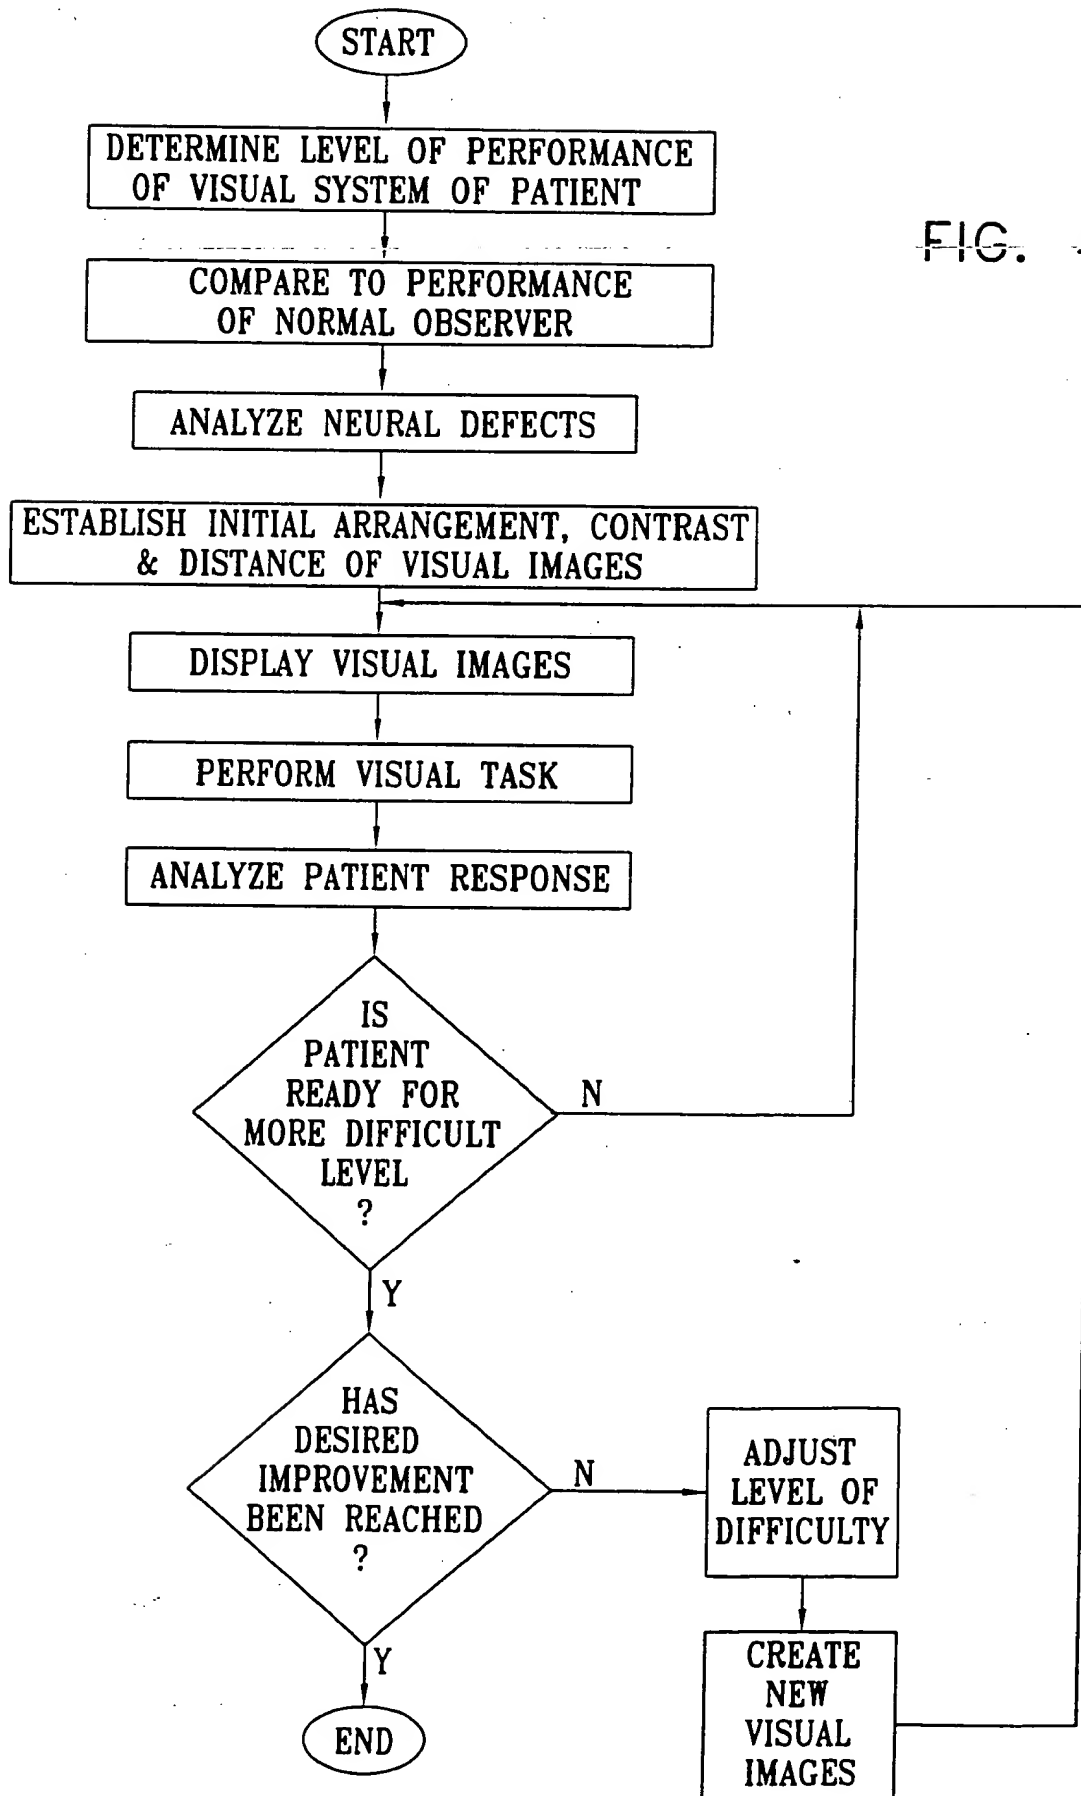 START
DETERMINE LEVEL OF PERFORMANCE
OF VISUAL SYSTEM OF PATIENT
FIG.
COMPARE TO PERFORMANCE
OF NORMAL OBSERVER
ANALYZE NEURAL DEFECTS
ESTABLISH INITIAL ARRANGEMENT, CONTRAST
& DISTANCE OF VISUAL IMAGES
DISPLAY VISUAL IMAGES
PERFORM VISUAL TASK
ANALYZE PATIENT RESPONSE
IS
PATIENT
READY FOR
MORE DIFFICULT
LEVEL
?
N
Y
HAS
DESIRED
IMPROVEMENT
BEEN REACHED
?
N
ADJUST
LEVEL OF
DIFFICULTY
Y
CREATE
NEW
VISUAL
IMAGES
END